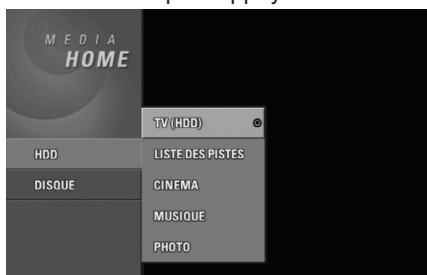 MEDIA
HOME
TV (HDD)
HDD
LISTE DES PISTES
DISQUE
CINEMA
MUSIQUE
PHOTO